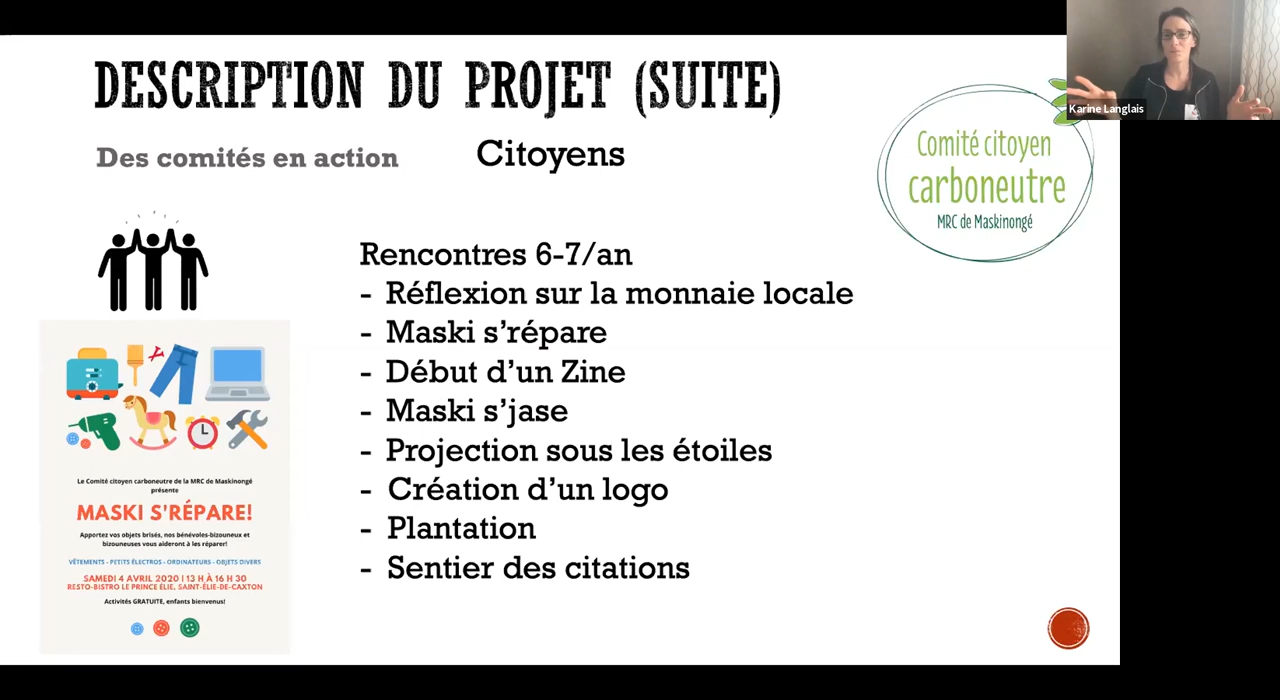 DESCRIPTION DU PROJET (SUITE)
Karine Langlais
Des comités en action
Citoyens
Comité citoyen
carboneutre
MRC de Maskinongé
Rencontres 6-7/an
- Réflexion sur la monnaie locale
- Maski s'répare
- Début d'un Zine
- Maski s'jase
- Projection sous les étoiles
- Création d'un logo
- Plantation
- Sentier des citations
Le Comité citoyen carboneutre de la MRC de Maskinongé
présente
MASKI S'RÉPARE!
Apportez vos objets brisés, nos bénévoles-bizouneux et
bizouneuses vous aideront à les réparer!
VÊTEMENTS - PETITS ÉLECTROS - ORDINATEURS - OBJETS DIVERS
SAMEDI 4 AVRIL 2020 I 13 H À 16 H 30
RESTO-BISTRO LE PRINCE ÉLIE, SAINT-ÉLIE-DE-CAXTON
Activités GRATUITE, enfants bienvenus!